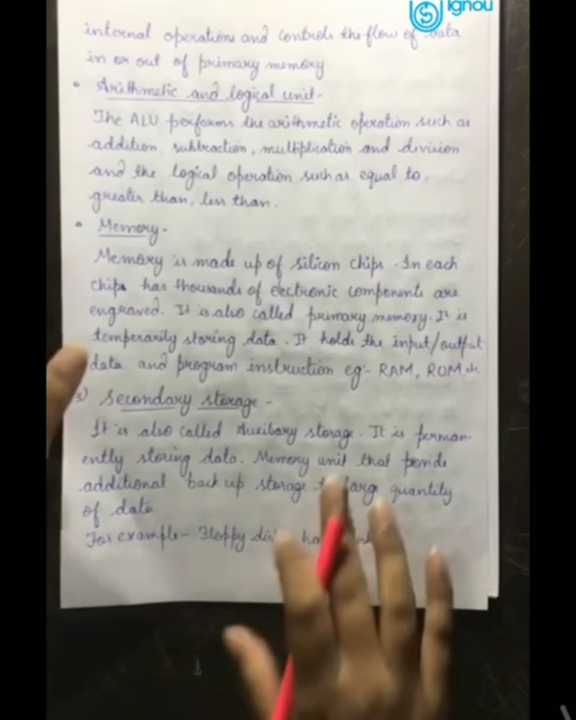 Ignou
internal operations and controls the flow of data
in or out of primary memory
• Arithmetic and logical unit-
The ALU performs the arithmetic operation such as
addition, subtraction, multiplication and division
and the logical operation such as equal to,
greater than, less than.
• Memory-
Memory is made up of silicon chips. In each
chips has thousands of electronic components are
engraved. It is also called primary memory. It is
temperarily storing data. It holds the input/output
data and program instruction eg- RAM, ROM
Secondary storage-
It is also called Auxibary storage. It is perman-
ently storing data. Memory unit that provide
additional back up storage larg quantity
of data
For example- Floppy